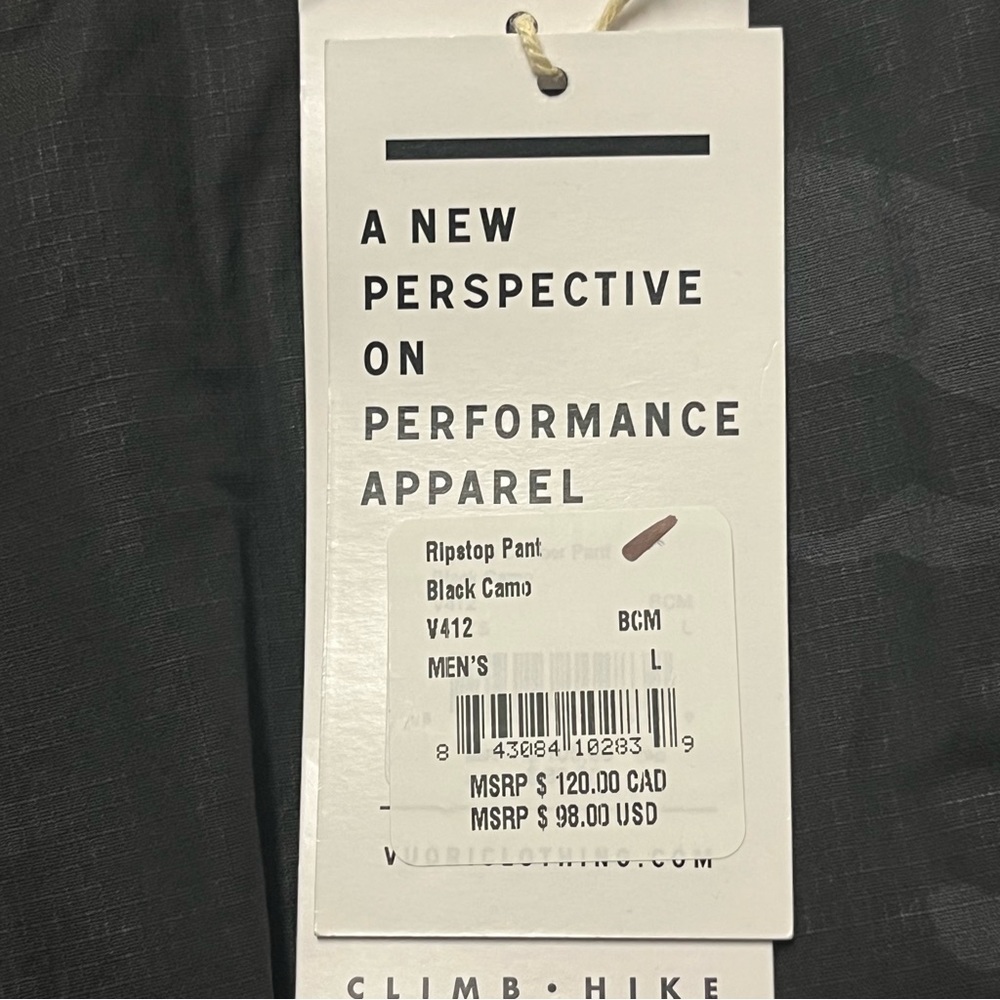 A NEW
PERSPECTIVE
ON
PERFORMANCE
APPAREL
Ripstop Pant
Black Camo
V412 BCM
MEN'S L
8 43084 10283 9
MSRP $ 120.00 CAD
MSRP $ 98.00 USD
VUORICLOTHING.COM
CLIMB • HIKE